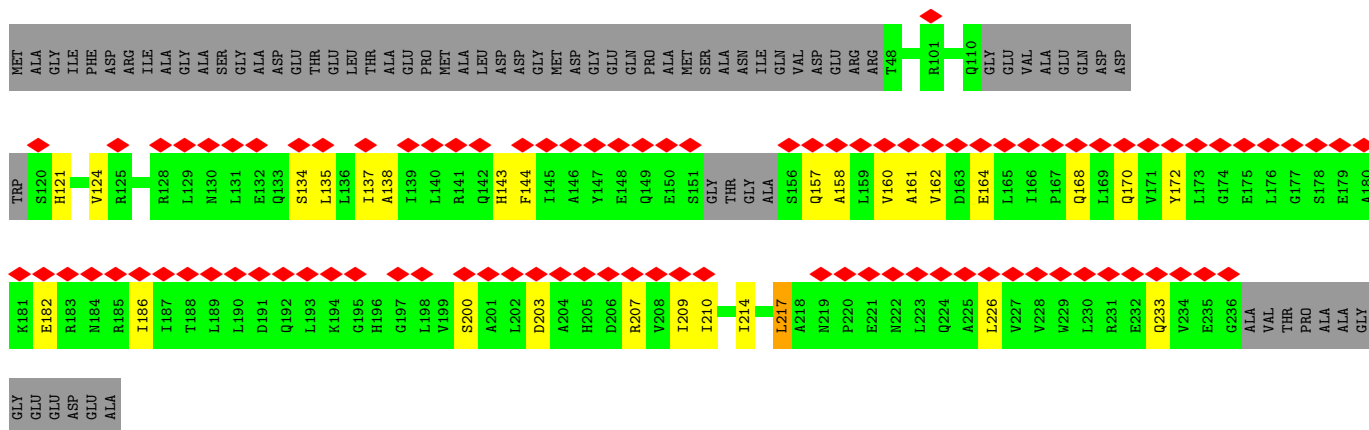 MET ALA GLY ILE PHE ASP ARG ILE ALA GLY ALA SER GLY ALA ASP GLU THR GLU LEU THR ALA GLU PRO MET ALA LEU ASP ASP GLY MET ASP GLY GLU GLN PRO ALA MET SER ALA ASN ILE GLN VAL ASP GLU ARG ARG T48 R101 Q110 GLY GLU VAL ALA GLU GLN ASP ASP
TRP S120 H121 V124 R125 R128 L129 N130 L131 E132 Q133 S134 L135 L136 I137 A138 I139 L140 R141 Q142 H143 F144 I145 A146 Y147 E148 Q149 E150 S151 GLY THR GLY ALA S156 Q157 A158 L159 V160 A161 V162 D163 E164 L165 I166 P167 Q168 L169 Q170 V171 Y172 L173 G174 E175 L176 G177 S178 E179 A180
K181 E182 R183 N184 R185 I186 I187 T188 L189 L190 D191 Q192 L193 K194 G195 H196 G197 L198 V199 S200 A201 L202 D203 A204 H205 D206 R207 V208 I209 I210 I214 L217 A218 N219 P220 E221 N222 L223 Q224 A225 L226 V227 V228 W229 L230 R231 E232 Q233 V234 E235 G236 ALA VAL THR PRO ALA ALA GLY
GLY GLU GLU ASP GLU ALA